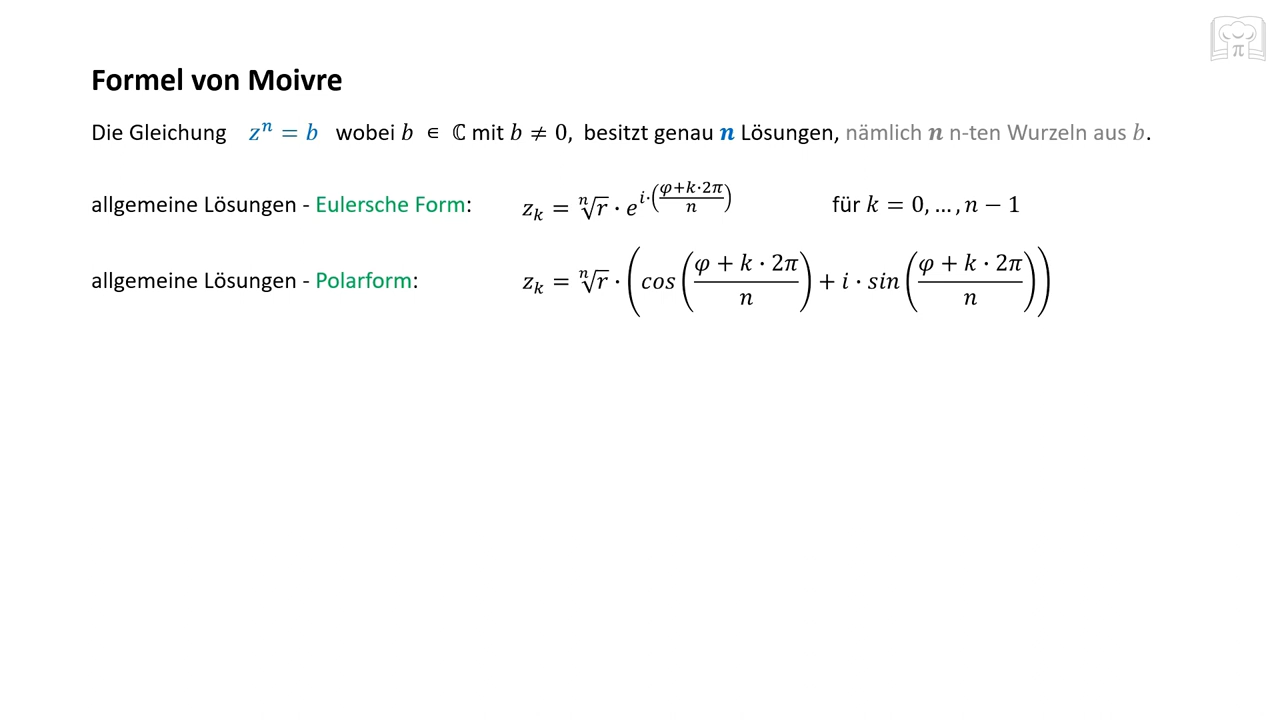 Formel von Moivre
Die Gleichung zⁿ = b wobei b ∈ ℂ mit b ≠ 0, besitzt genau n Lösungen, nämlich n n-ten Wurzeln aus b.
allgemeine Lösungen - Eulersche Form: z_k = ⁿ√r · e^(i·((φ+k·2π)/n)) für k = 0, … , n − 1
allgemeine Lösungen - Polarform: z_k = ⁿ√r · (cos((φ + k · 2π)/n) + i · sin((φ + k · 2π)/n))
π